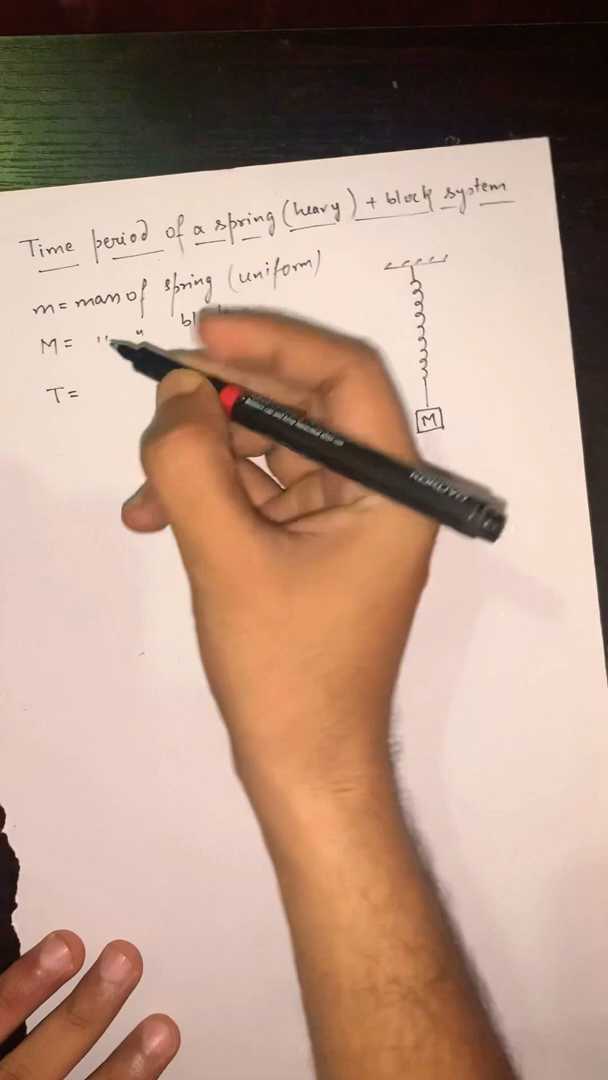 Time period of a spring (heavy) + block system
m = mass of spring (uniform)
M = " "
T =
M